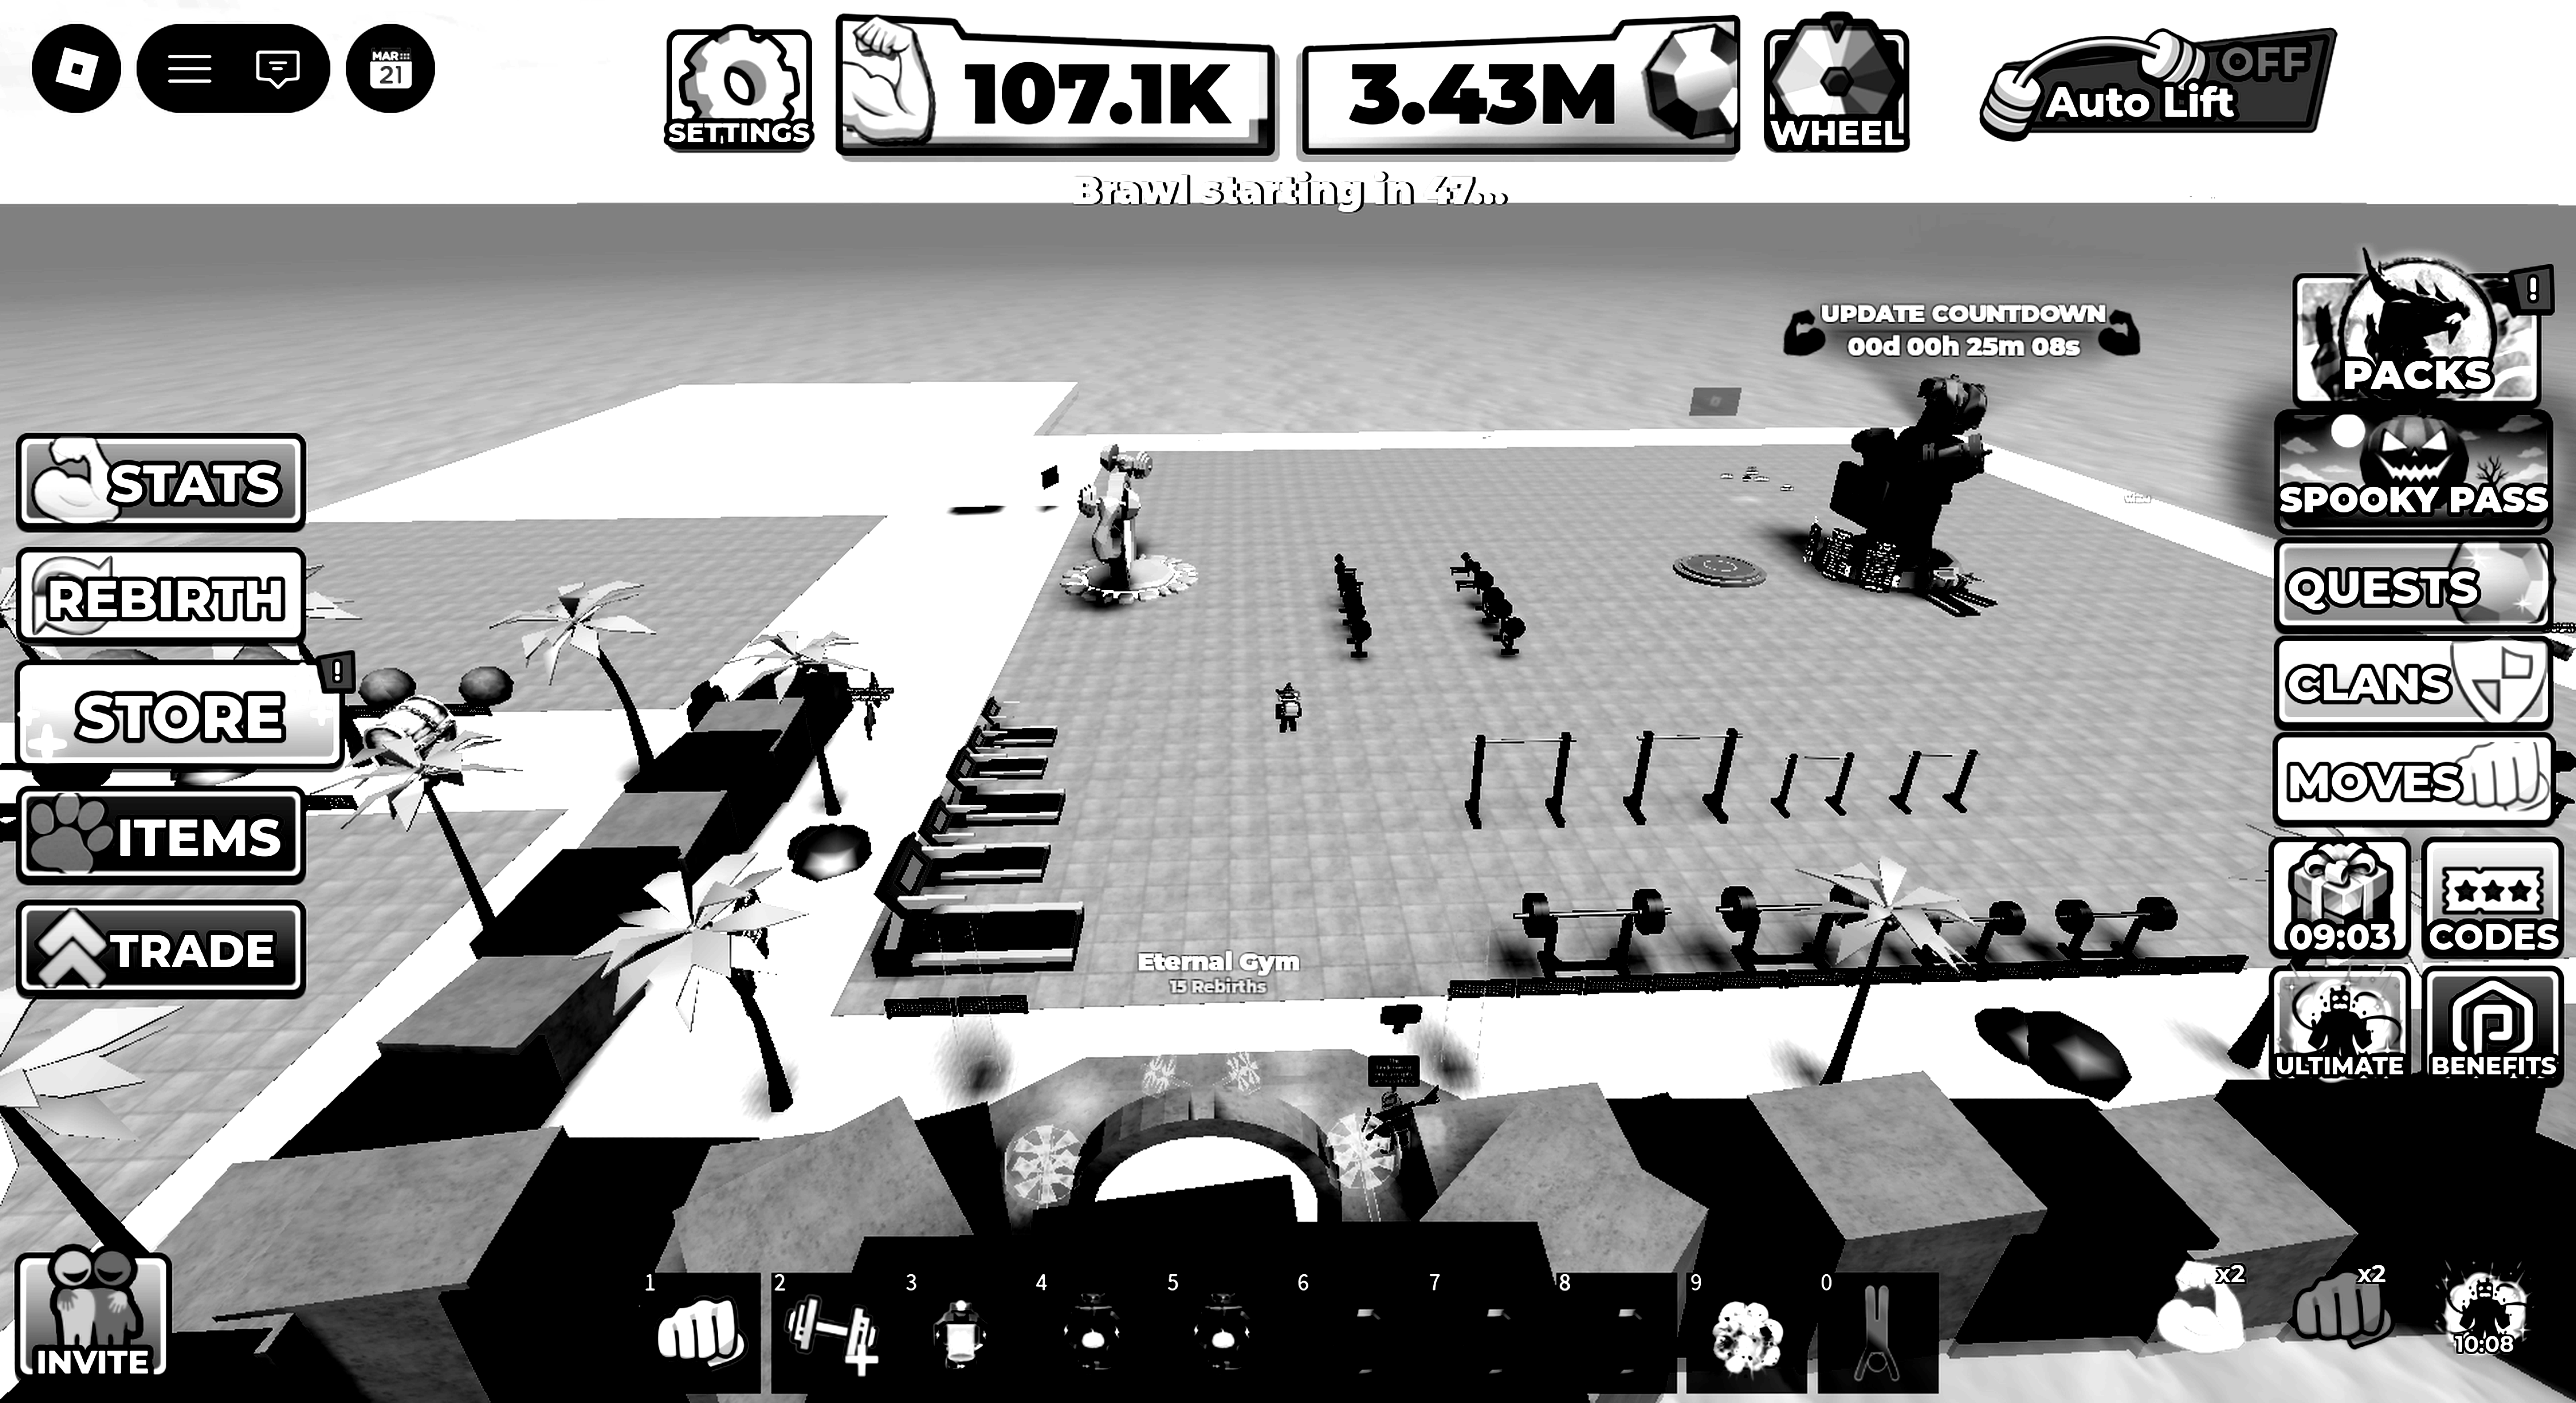 MAR
21
SETTINGS
107.1K
3.43M
WHEEL
OFF
Auto Lift
Brawl starting in 47...
UPDATE COUNTDOWN
00d 00h 25m 08s
!
PACKS
SPOOKY PASS
QUESTS
CLANS
MOVES
09:03
CODES
ULTIMATE
BENEFITS
STATS
REBIRTH
!
STORE
ITEMS
TRADE
Eternal Gym
15 Rebirths
INVITE
1
2
3
4
5
6
7
8
9
0
x2
x2
10:08